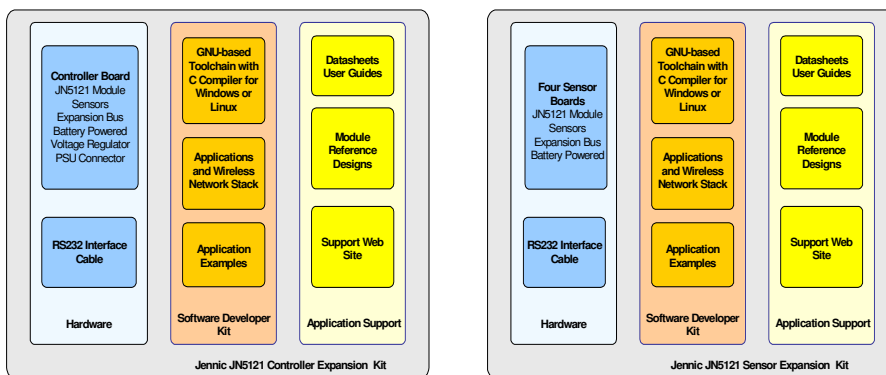 Controller Board
JN5121 Module
Sensors
Expansion Bus
Battery Powered
Voltage Regulator
PSU Connector
RS232 Interface
Cable
Hardware
GNU-based
Toolchain with
C Compiler for
Windows or
Linux
Applications
and Wireless
Network Stack
Application
Examples
Software Developer
Kit
Datasheets
User Guides
Module
Reference
Designs
Support Web
Site
Application Support
Jennic JN5121 Controller Expansion Kit
Four Sensor
Boards
JN5121 Module
Sensors
Expansion Bus
Battery Powered
RS232 Interface
Cable
Hardware
GNU-based
Toolchain with
C Compiler for
Windows or
Linux
Applications
and Wireless
Network Stack
Application
Examples
Software Developer
Kit
Datasheets
User Guides
Module
Reference
Designs
Support Web
Site
Application Support
Jennic JN5121 Sensor Expansion Kit